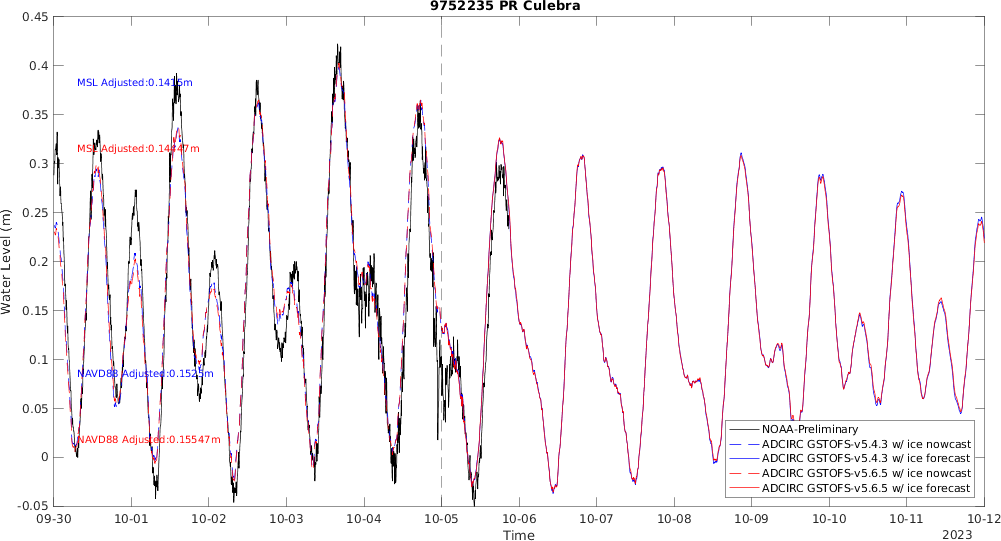 9752235 PR Culebra
0.45
0.4
0.35
0.3
0.25
0.2
0.15
0.1
0.05
0
-0.05
Water Level (m)
MSL Adjusted:0.1415m
MSL Adjusted:0.14447m
NAVD88 Adjusted:0.1525m
NAVD88 Adjusted:0.15547m
NOAA-Preliminary
ADCIRC GSTOFS-v5.4.3 w/ ice nowcast
ADCIRC GSTOFS-v5.4.3 w/ ice forecast
ADCIRC GSTOFS-v5.6.5 w/ ice nowcast
ADCIRC GSTOFS-v5.6.5 w/ ice forecast
09-30 10-01 10-02 10-03 10-04 10-05 10-06 10-07 10-08 10-09 10-10 10-11 10-12
Time
2023